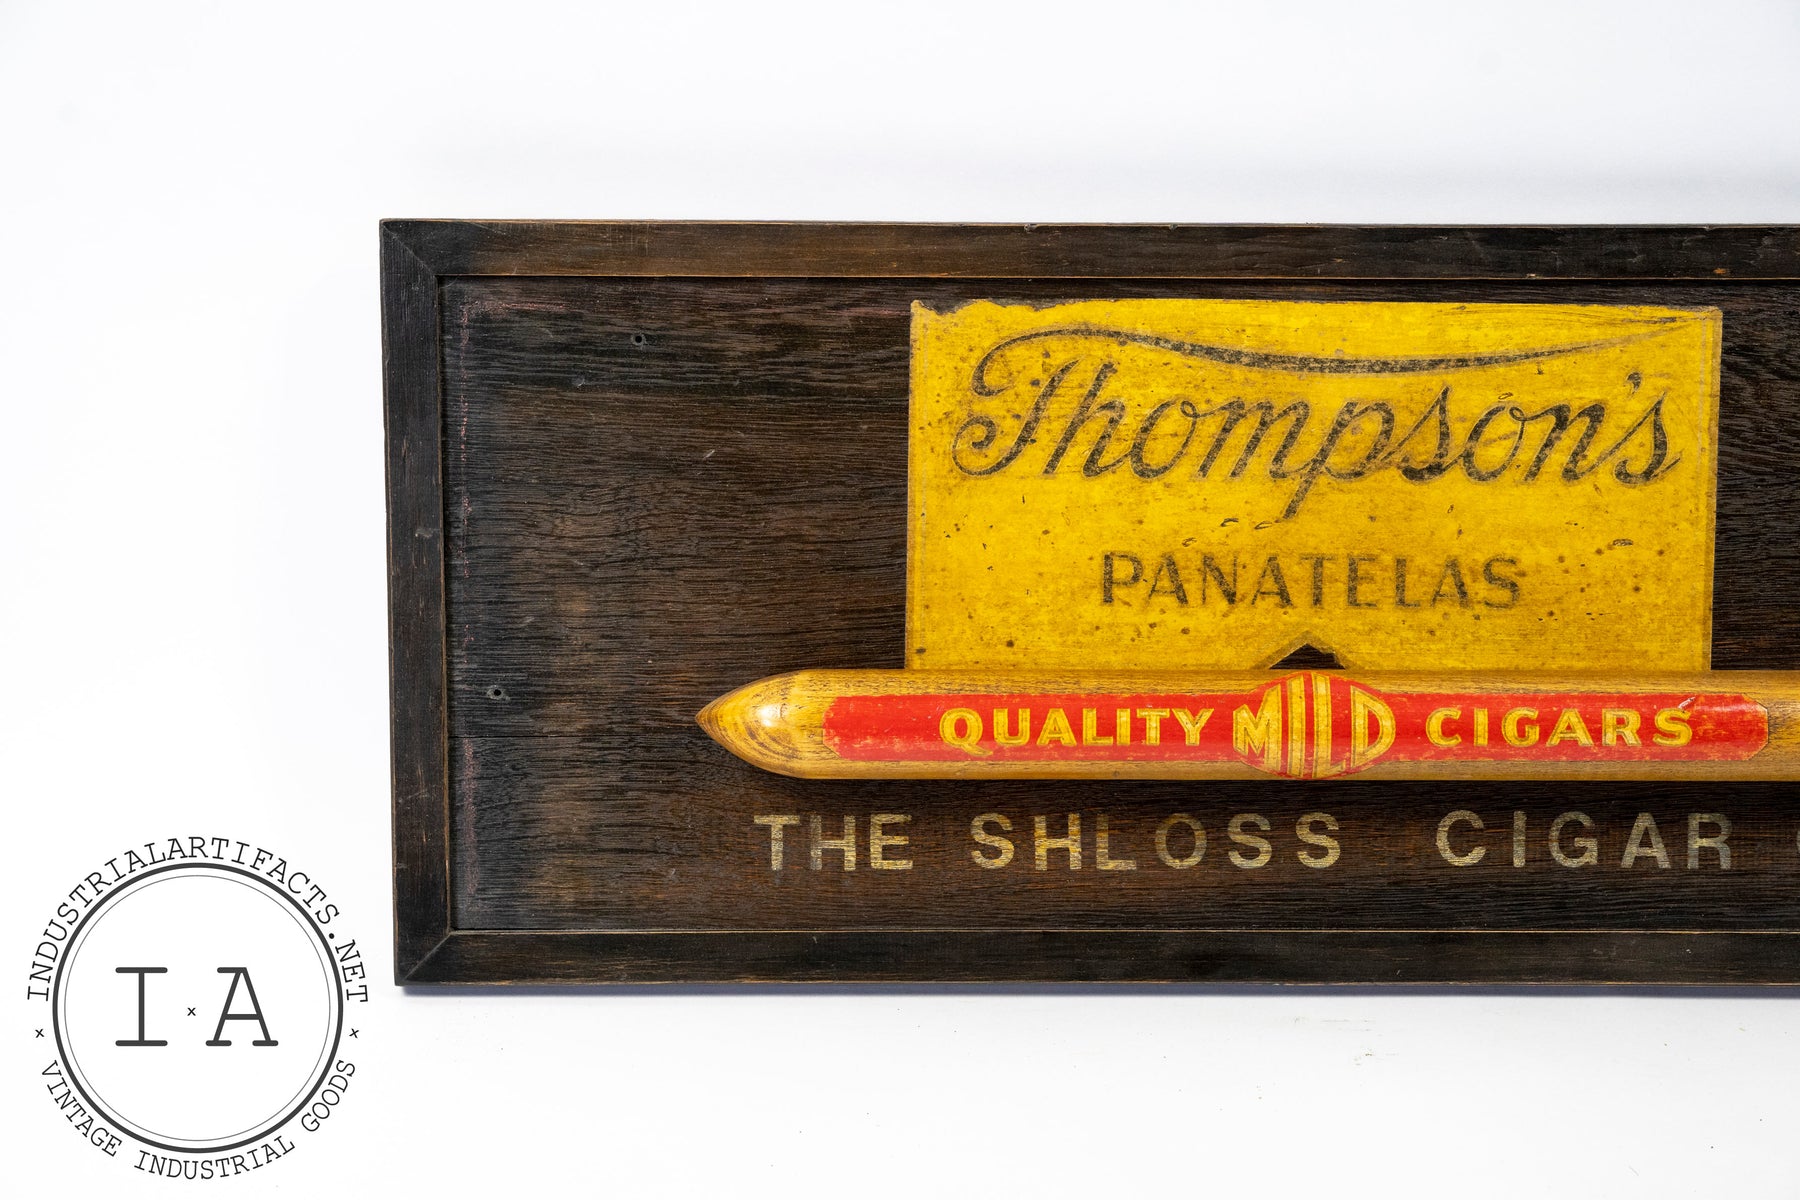 Thompson's
PANATELAS
QUALITY MILD CIGARS
THE SHLOSS CIGAR
INDUSTRIALARTIFACTS.NET
I x A
x VINTAGE INDUSTRIAL GOODS x